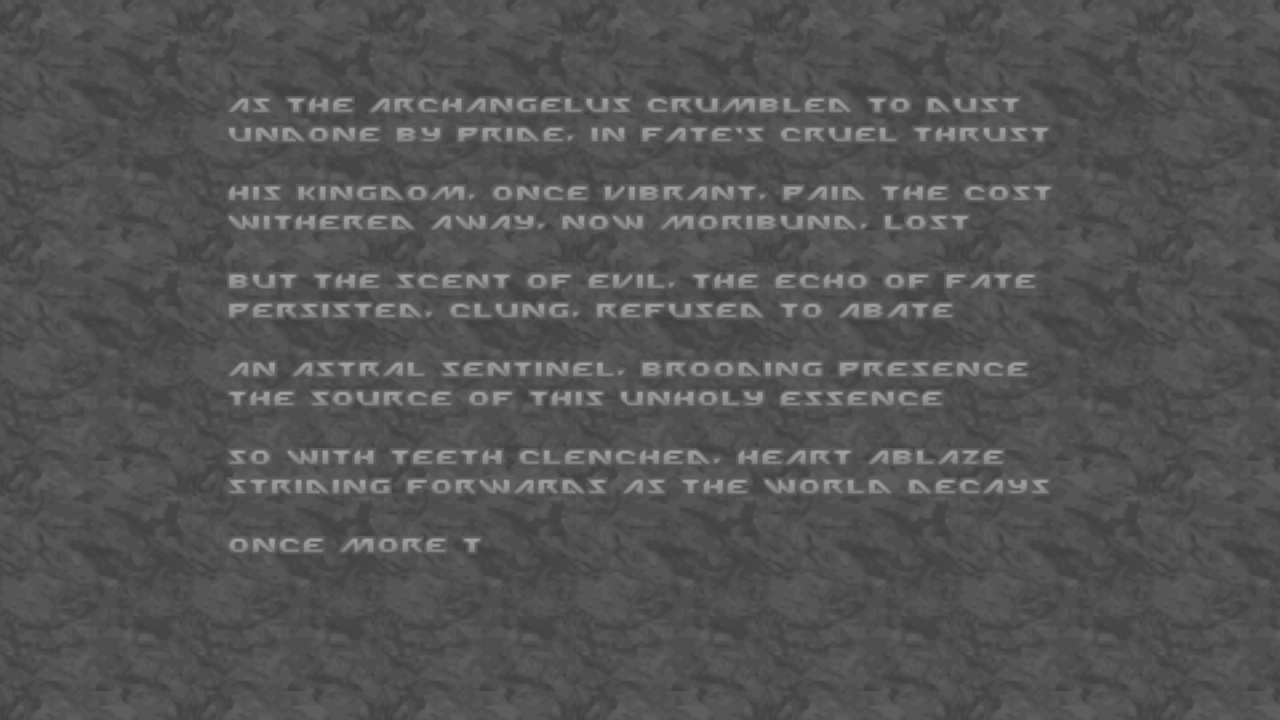 AS THE ARCHANGELUS CRUMBLED TO DUST
UNDONE BY PRIDE, IN FATE'S CRUEL THRUST
HIS KINGDOM, ONCE VIBRANT, PAID THE COST
WITHERED AWAY, NOW MORIBUND, LOST
BUT THE SCENT OF EVIL, THE ECHO OF FATE
PERSISTED, CLUNG, REFUSED TO ABATE
AN ASTRAL SENTINEL, BROODING PRESENCE
THE SOURCE OF THIS UNHOLY ESSENCE
SO WITH TEETH CLENCHED, HEART ABLAZE
STRIDING FORWARDS AS THE WORLD DECAYS
ONCE MORE T